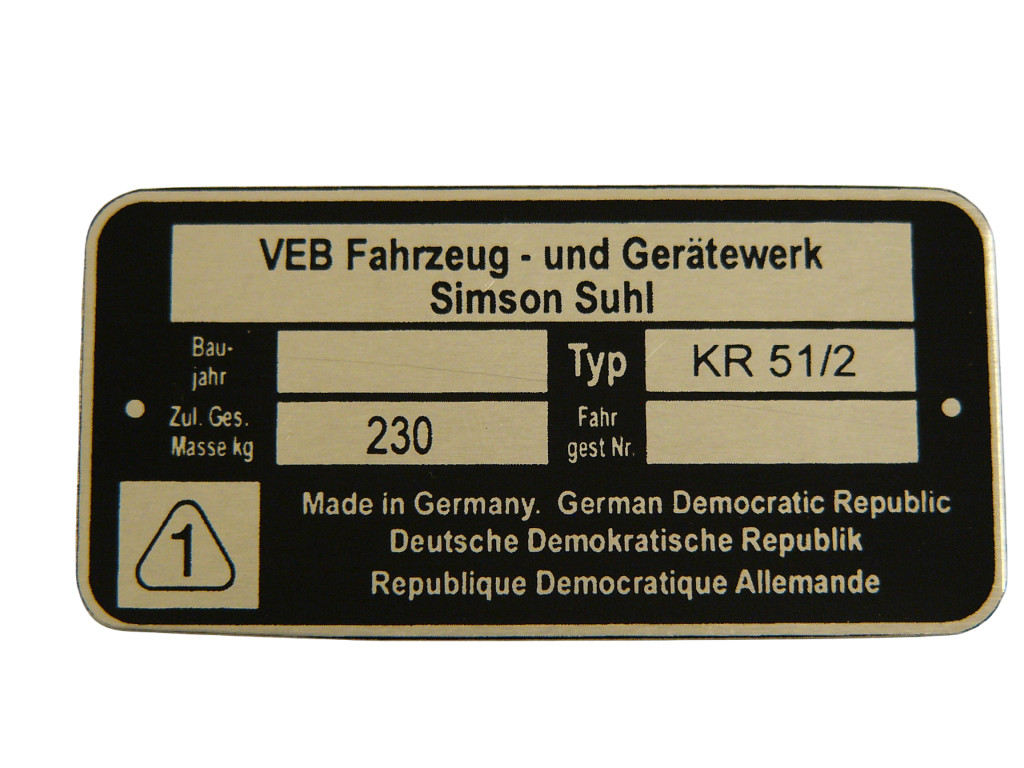 VEB Fahrzeug - und Gerätewerk
Simson Suhl
Bau-
jahr
Typ
KR 51/2
Zul. Ges.
Masse kg
230
Fahr
gest Nr.
1
Made in Germany. German Democratic Republic
Deutsche Demokratische Republik
Republique Democratique Allemande